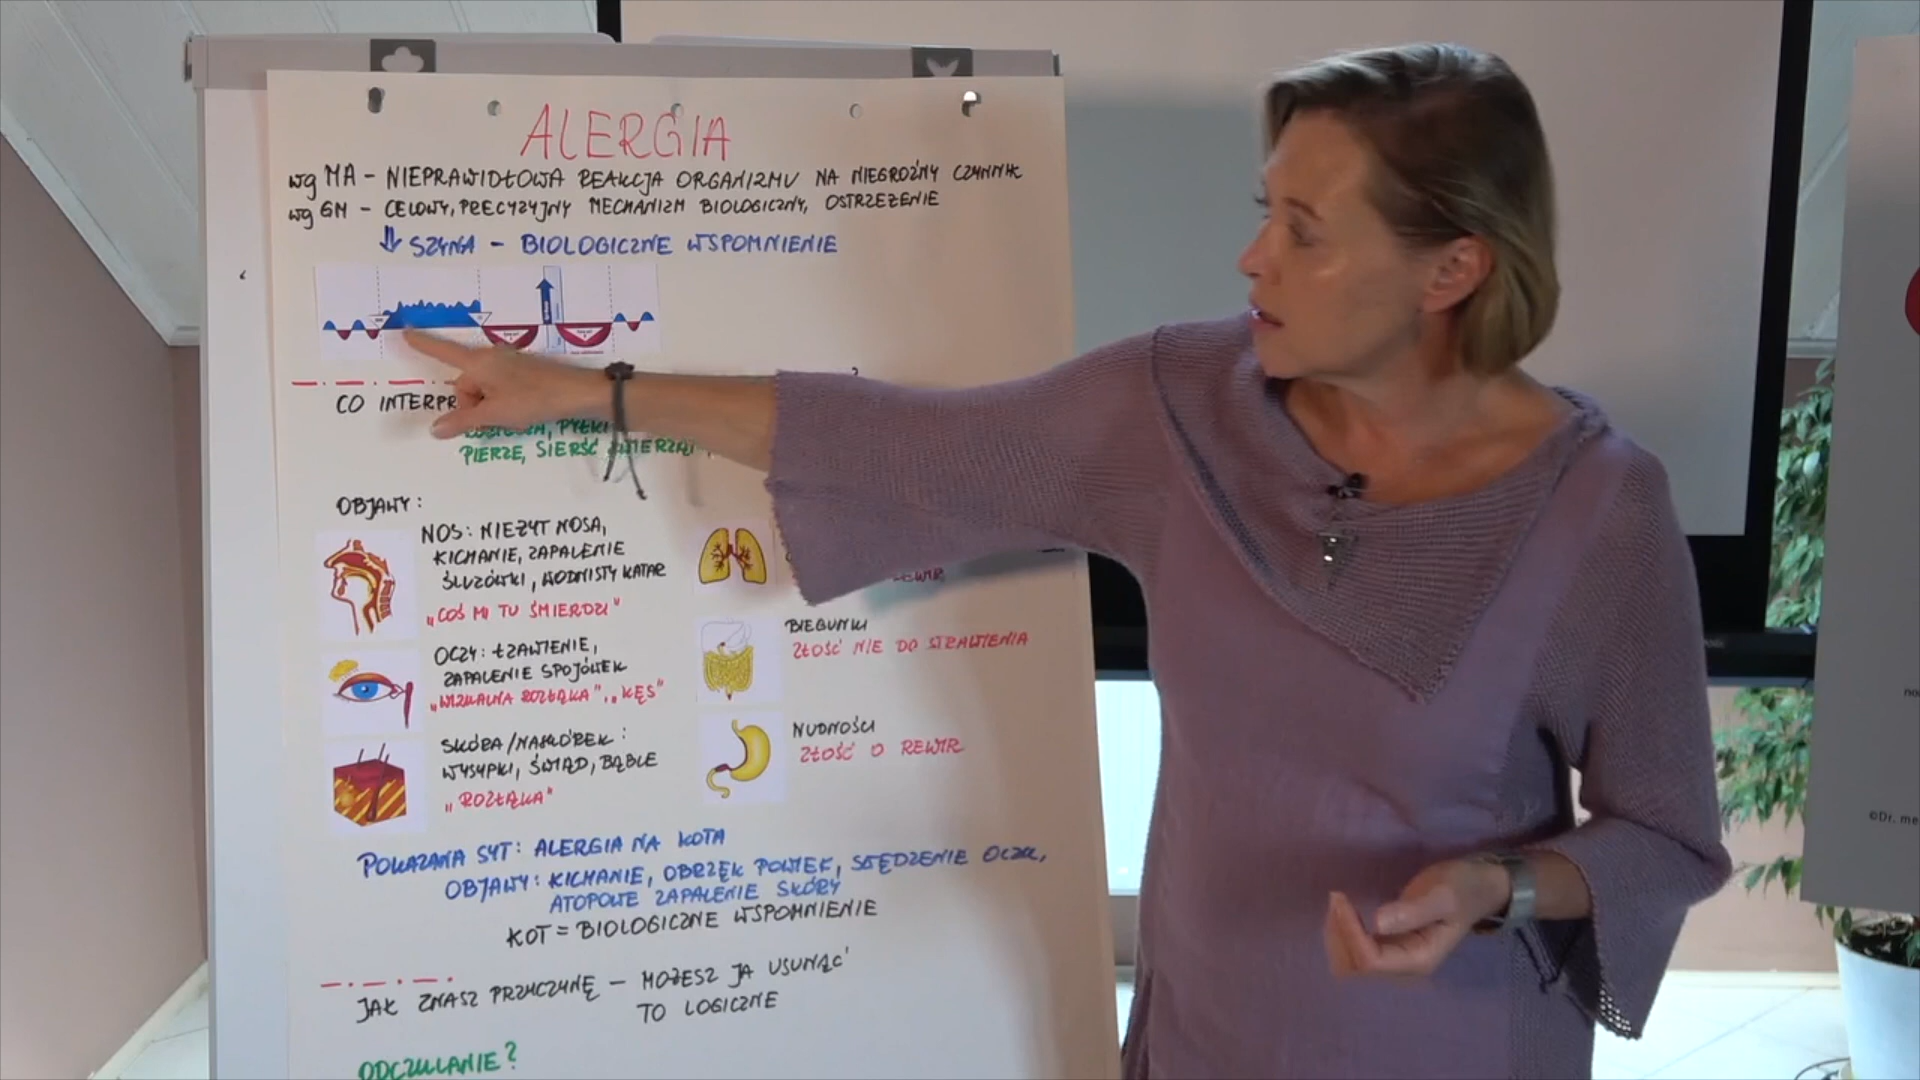 ALERGIA
wg MA - NIEPRAWIDŁOWA REAKCJA ORGANIZMU NA NIEGROŹNY CZYNNIK
wg GM - CELOWY, PRECYZYJNY MECHANIZM BIOLOGICZNY, OSTRZEŻENIE
SZYNA - BIOLOGICZNE WSPOMNIENIE
CO INTERPR
PIERZE, SIERŚĆ
OBJAWY:
NOS: NIEŻYT NOSA,
KICHANIE, ZAPALENIE
ŚLUZÓWKI, WODNISTY KATAR
"COŚ MI TU ŚMIERDZI"
OCZY: ŁZAWIENIE,
ZAPALENIE SPOJÓWEK
"WIZUALNA ROZŁĄKA", "KĘS"
SKÓRA/NASKÓREK:
WYSYPKI, ŚWIĄD, BĄBLE
"ROZŁĄKA"
REWIR
BIEGUNKI
ZŁOŚĆ NIE DO STRAWIENIA
NUDNOŚCI
ZŁOŚĆ O REWIR
POKAZANA SYT: ALERGIA NA KOTA
OBJAWY: KICHANIE, OBRZĘK POWIEK, SWĘDZENIE OCZU,
ATOPOWE ZAPALENIE SKÓRY
KOT = BIOLOGICZNE WSPOMNIENIE
JAK ZNASZ PRZYCZYNĘ - MOŻESZ JĄ USUNĄĆ
TO LOGICZNE
ODCZULANIE?
©Dr. me